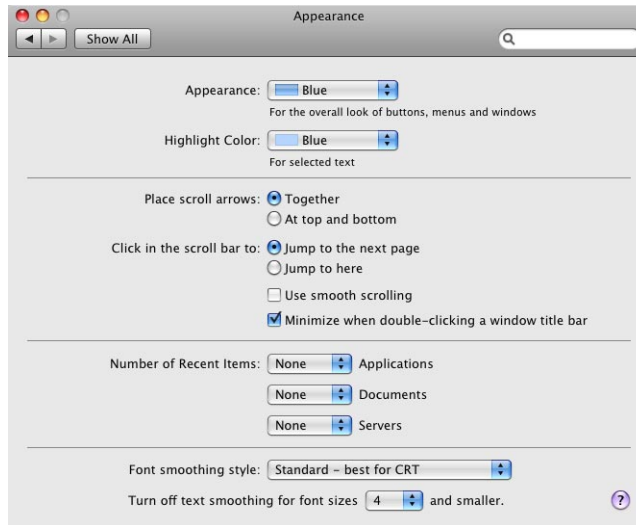 Appearance
Show All
Appearance: Blue
For the overall look of buttons, menus and windows
Highlight Color: Blue
For selected text
Place scroll arrows: Together
At top and bottom
Click in the scroll bar to: Jump to the next page
Jump to here
Use smooth scrolling
Minimize when double-clicking a window title bar
Number of Recent Items: None Applications
None Documents
None Servers
Font smoothing style: Standard – best for CRT
Turn off text smoothing for font sizes 4 and smaller. ?